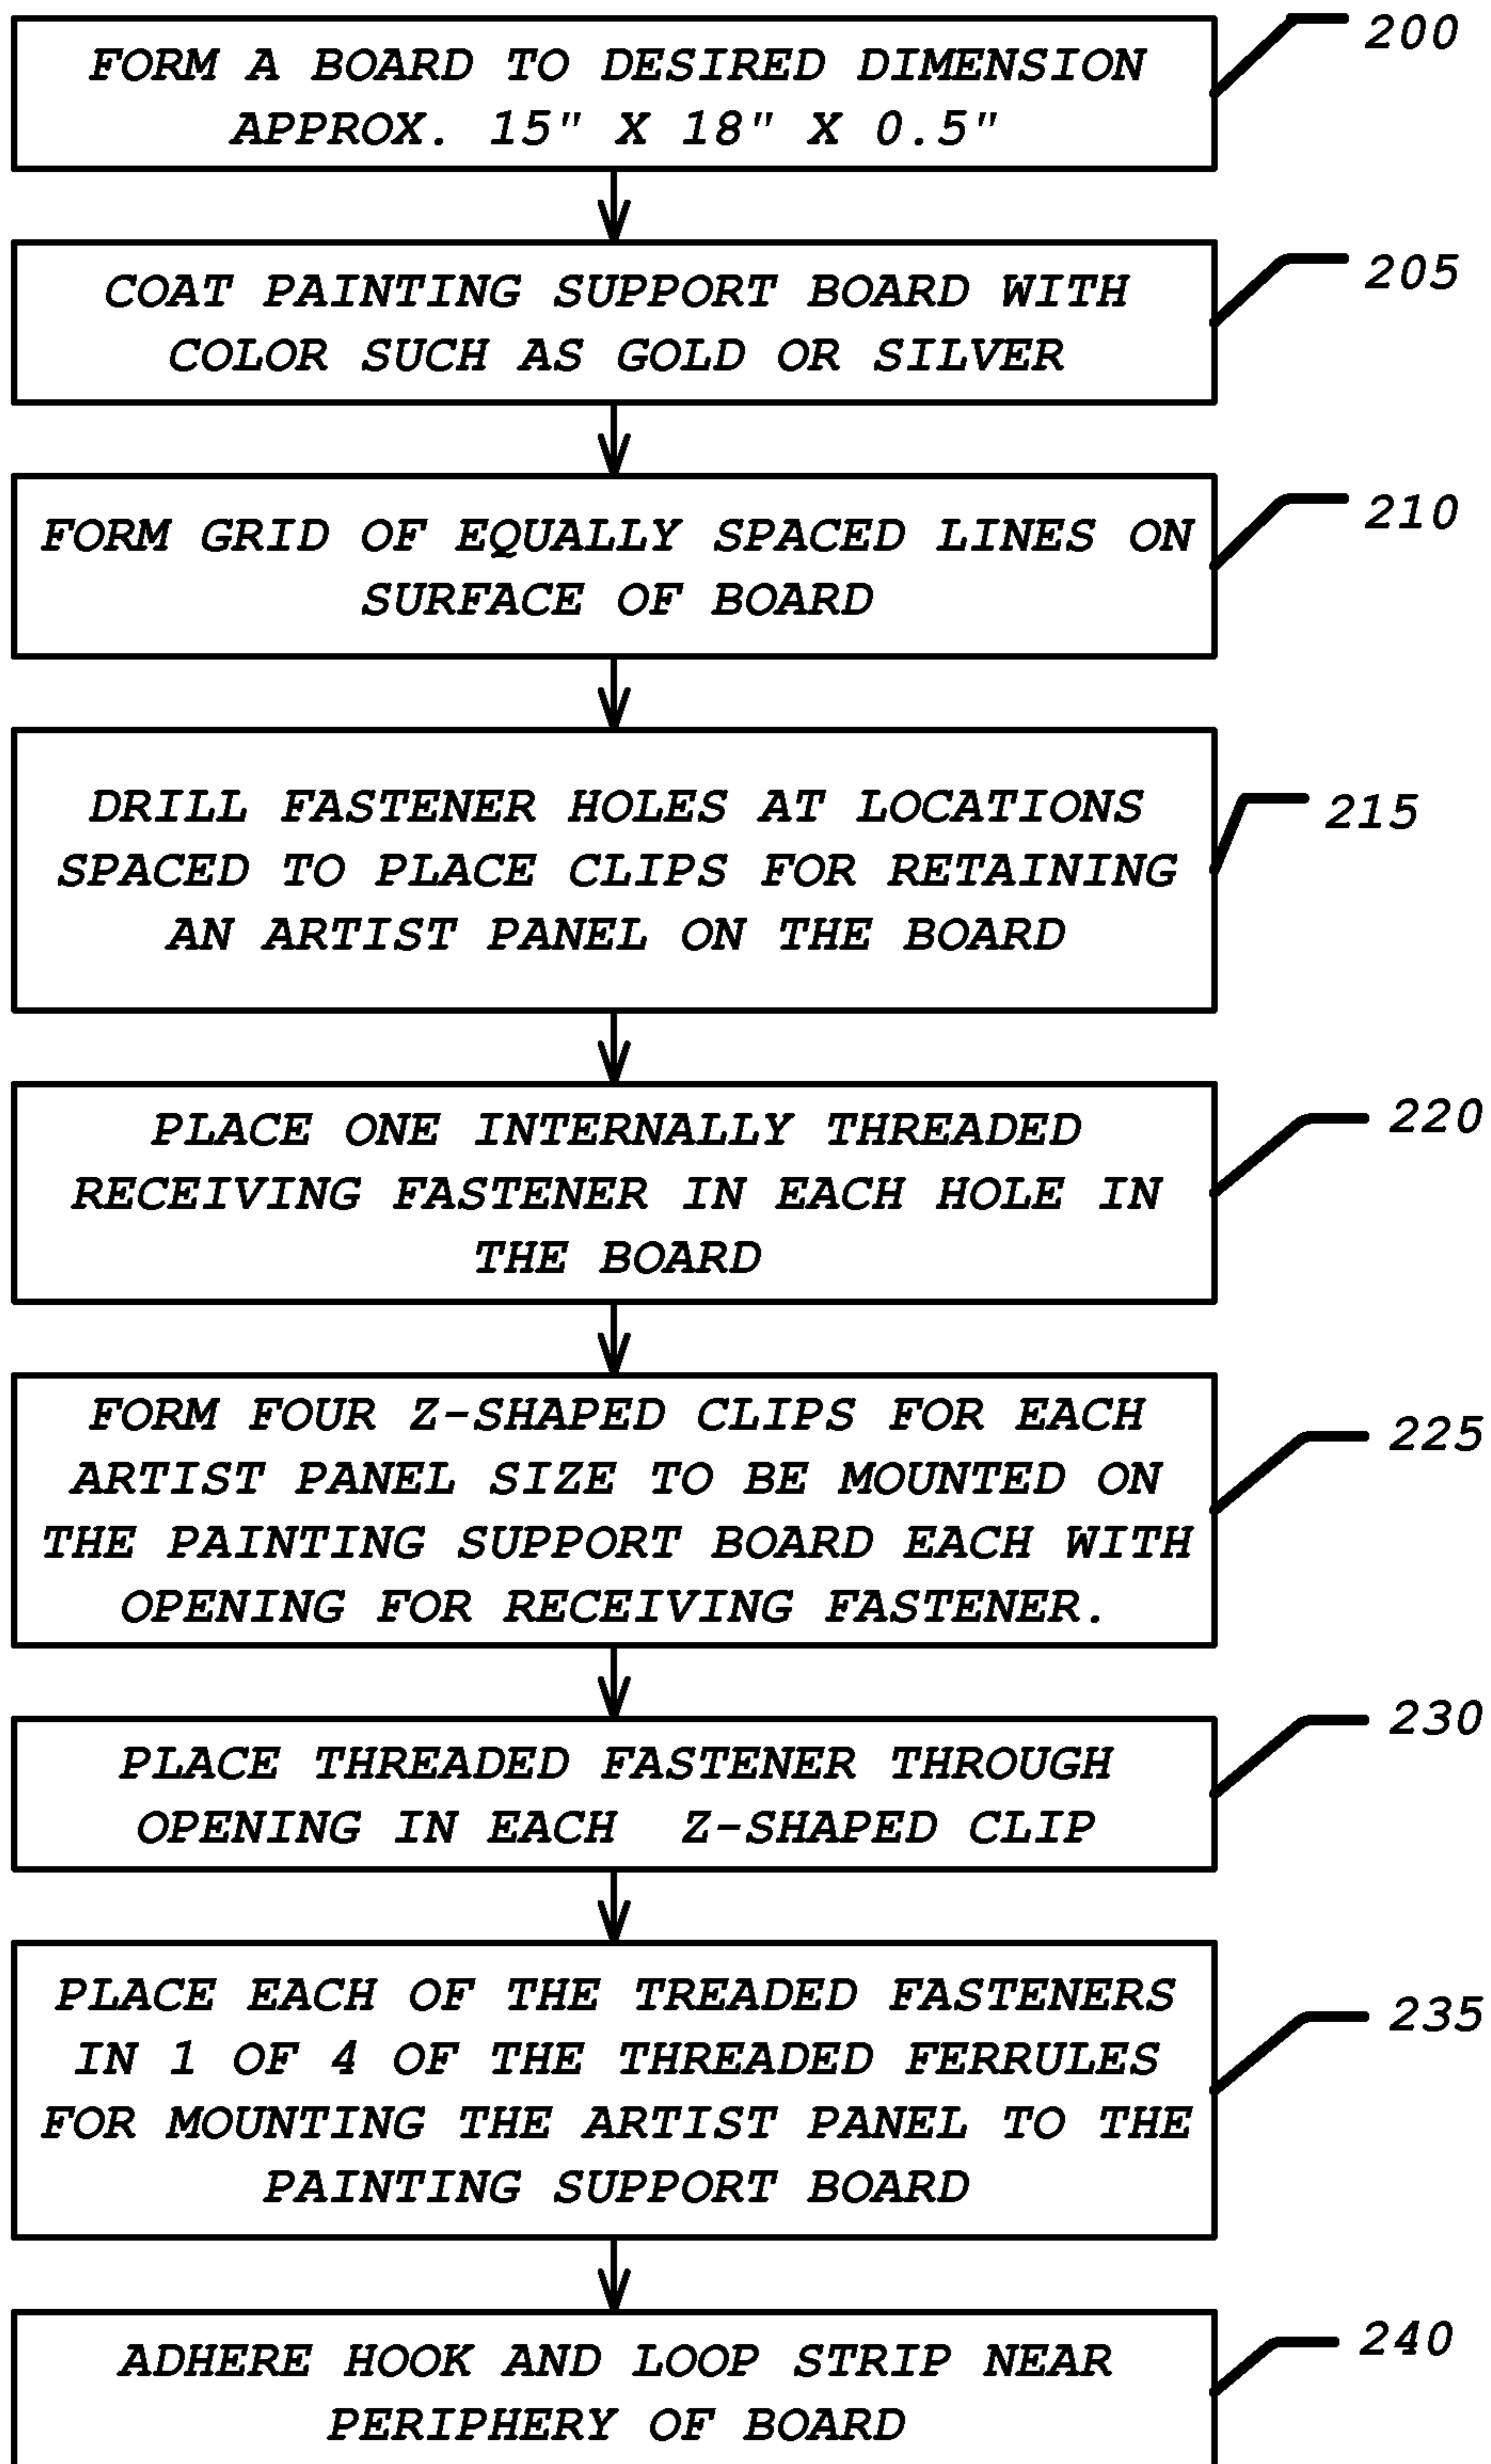 FORM A BOARD TO DESIRED DIMENSION
APPROX. 15" X 18" X 0.5"
200
COAT PAINTING SUPPORT BOARD WITH
COLOR SUCH AS GOLD OR SILVER
205
FORM GRID OF EQUALLY SPACED LINES ON
SURFACE OF BOARD
210
DRILL FASTENER HOLES AT LOCATIONS
SPACED TO PLACE CLIPS FOR RETAINING
AN ARTIST PANEL ON THE BOARD
215
PLACE ONE INTERNALLY THREADED
RECEIVING FASTENER IN EACH HOLE IN
THE BOARD
220
FORM FOUR Z-SHAPED CLIPS FOR EACH
ARTIST PANEL SIZE TO BE MOUNTED ON
THE PAINTING SUPPORT BOARD EACH WITH
OPENING FOR RECEIVING FASTENER.
225
PLACE THREADED FASTENER THROUGH
OPENING IN EACH  Z-SHAPED CLIP
230
PLACE EACH OF THE TREADED FASTENERS
IN 1 OF 4 OF THE THREADED FERRULES
FOR MOUNTING THE ARTIST PANEL TO THE
PAINTING SUPPORT BOARD
235
ADHERE HOOK AND LOOP STRIP NEAR
PERIPHERY OF BOARD
240